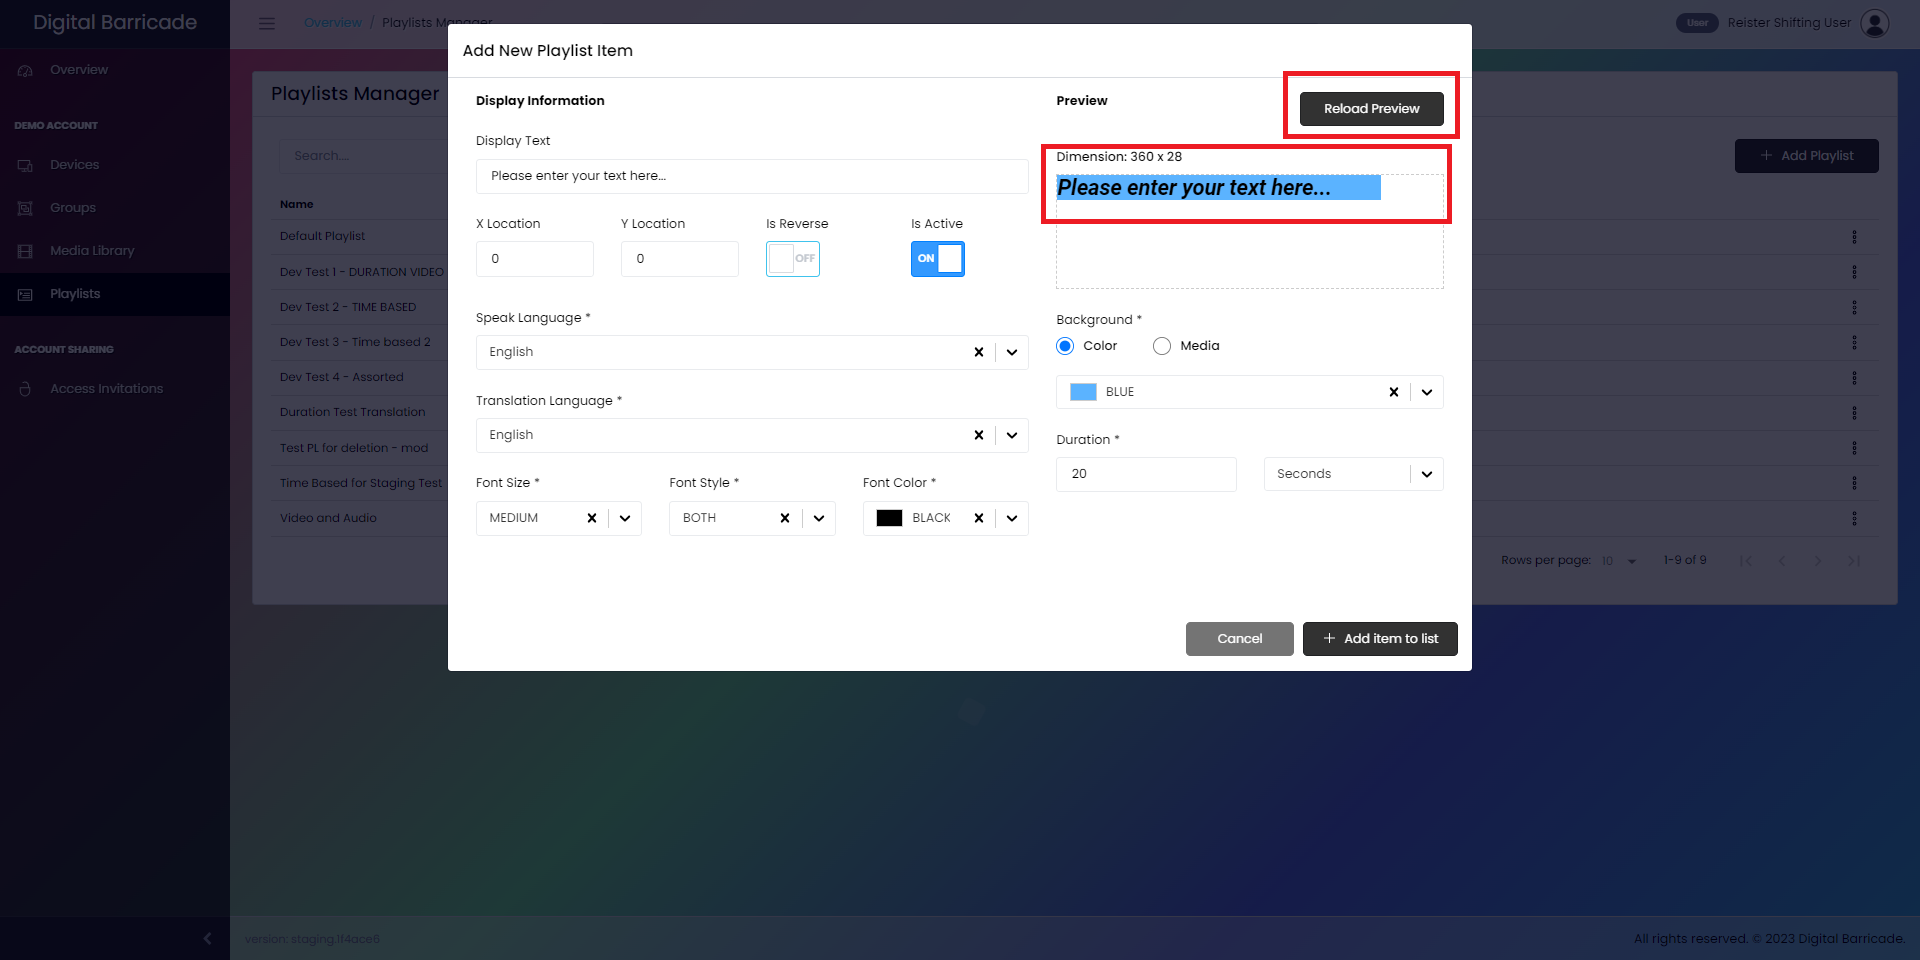 Digital Barricade
Overview / Playlists Manager
User
Reister Shifting User
Overview
DEMO ACCOUNT
Devices
Groups
Media Library
Playlists
ACCOUNT SHARING
Access Invitations
Playlists Manager
Search...
Add Playlist
Name
Default Playlist
Dev Test 1 - DURATION VIDEO
Dev Test 2 - TIME BASED
Dev Test 3 - Time based 2
Dev Test 4 - Assorted
Duration Test Translation
Test PL for deletion - mod
Time Based for Staging Test
Video and Audio
Rows per page: 10
1-9 of 9
Add New Playlist Item
Display Information
Display Text
Please enter your text here...
X Location
Y Location
Is Reverse
Is Active
0
0
OFF
ON
Speak Language *
English
Translation Language *
English
Font Size *
Font Style *
Font Color *
MEDIUM
BOTH
BLACK
Preview
Reload Preview
Dimension: 360 x 28
Please enter your text here...
Background *
Color
Media
BLUE
Duration *
20
Seconds
Cancel
Add item to list
version: staging.1f4ace6
All rights reserved. © 2023 Digital Barricade.